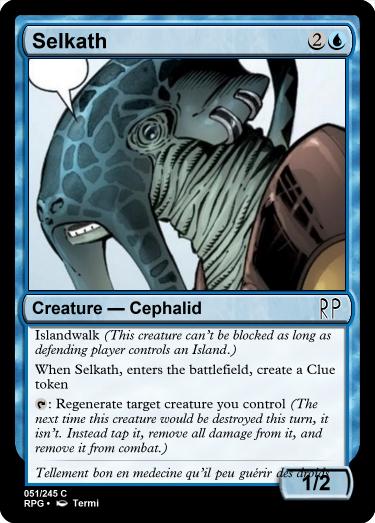 Selkath
2
Creature — Cephalid
RP
Islandwalk (This creature can't be blocked as long as
defending player controls an Island.)
When Selkath, enters the battlefield, create a Clue
token
: Regenerate target creature you control (The
next time this creature would be destroyed this turn, it
isn't. Instead tap it, remove all damage from it, and
remove it from combat.)
Tellement bon en medecine qu'il peu guérir des droids
1/2
051/245 C
RPG • Termi